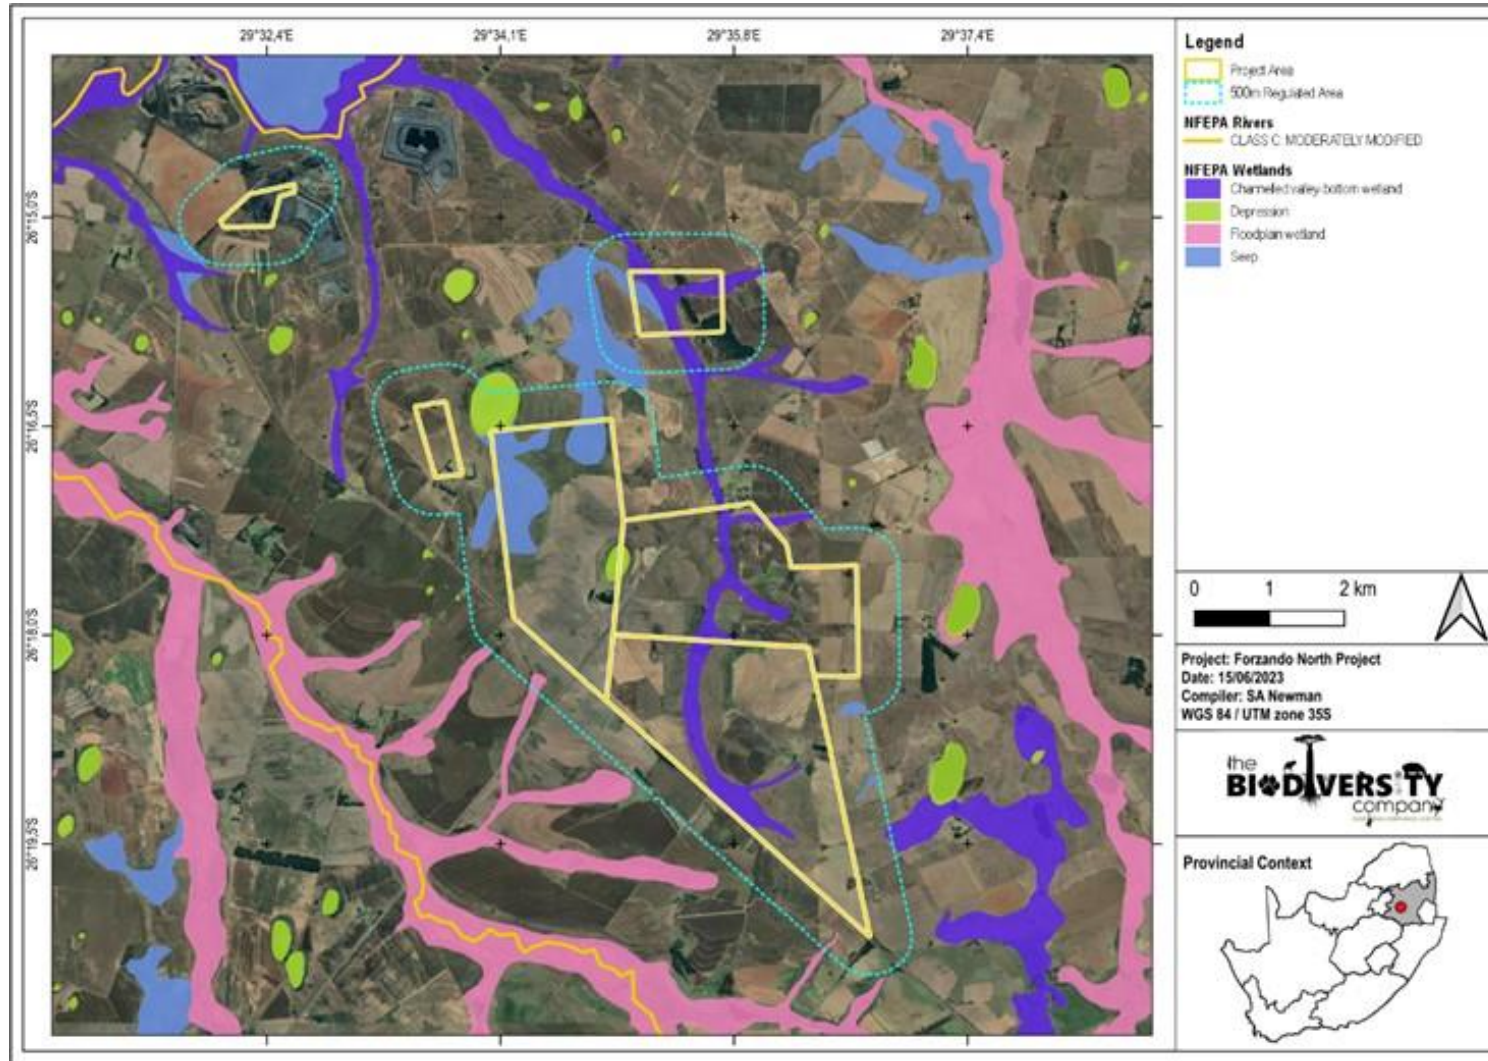 29°32,4'E
29°34,1'E
29°35,8'E
29°37,4'E
26°15,0'S
26°16,5'S
26°18,0'S
26°19,5'S
Legend
Project Area
500m Regulated Area
NFEPA Rivers
CLASS C: MODERATELY MODIFIED
NFEPA Wetlands
Channelled valley-bottom wetland
Depression
Floodplain wetland
Seep
0 1 2 km
Project: Forzando North Project
Date: 15/06/2023
Compiler: SA Newman
WGS 84 / UTM zone 35S
the
BIODIVERSITY
company
Provincial Context